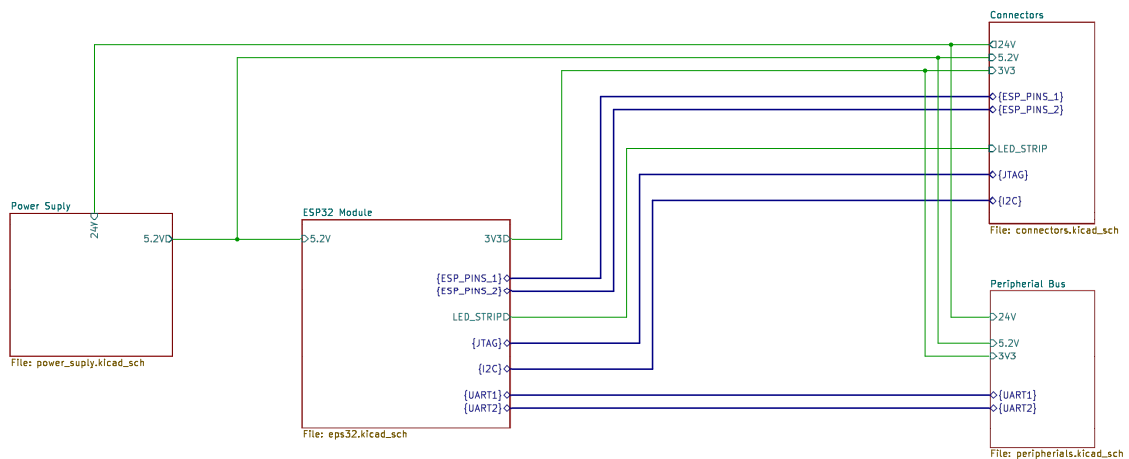 Connectors
24V
5.2V
3V3
{ESP_PINS_1}
{ESP_PINS_2}
LED_STRIP
{JTAG}
{I2C}
File: connectors.kicad_sch
Power Suply
24V
5.2V
File: power_suply.kicad_sch
ESP32 Module
5.2V
3V3
{ESP_PINS_1}
{ESP_PINS_2}
LED_STRIP
{JTAG}
{I2C}
{UART1}
{UART2}
File: eps32.kicad_sch
Peripherial Bus
24V
5.2V
3V3
{UART1}
{UART2}
File: peripherials.kicad_sch